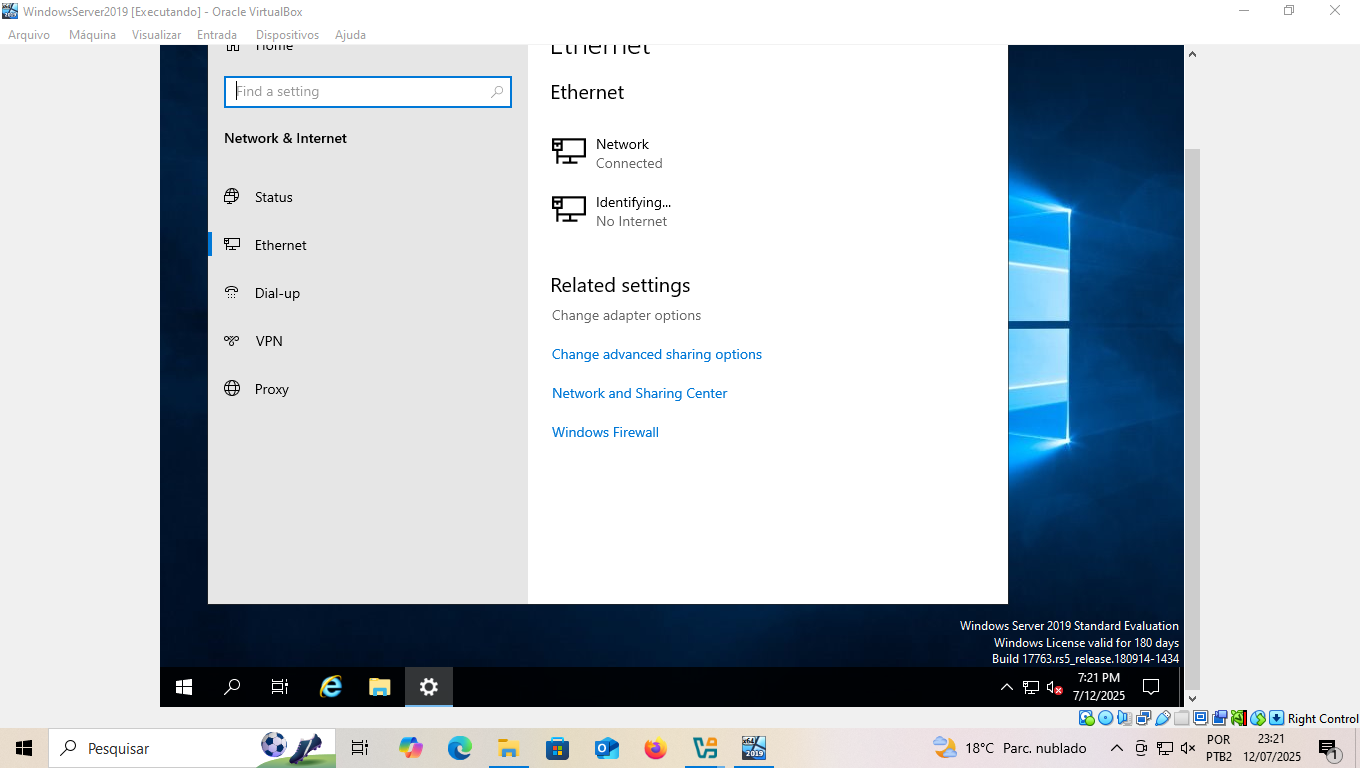 WindowsServer2019 [Executando] - Oracle VirtualBox
Arquivo Máquina Visualizar Entrada Dispositivos Ajuda
Home
Find a setting
Network & Internet
Status
Ethernet
Dial-up
VPN
Proxy
Ethernet
Ethernet
Network
Connected
Identifying...
No Internet
Related settings
Change adapter options
Change advanced sharing options
Network and Sharing Center
Windows Firewall
Windows Server 2019 Standard Evaluation
Windows License valid for 180 days
Build 17763.rs5_release.180914-1434
7:21 PM
7/12/2025
Right Control
Pesquisar
x64
2019
18°C Parc. nublado
POR
PTB2
23:21
12/07/2025
1